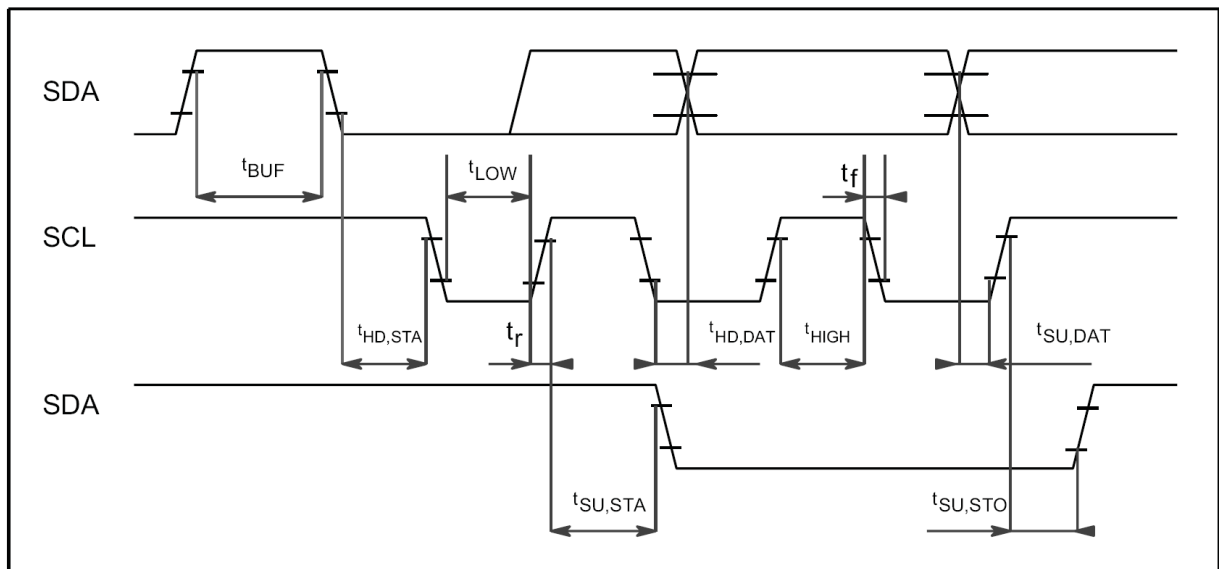 SDA
tBUF
tLOW
tf
SCL
tHD,STA
tr
tHD,DAT
tHIGH
tSU,DAT
SDA
tSU,STA
tSU,STO